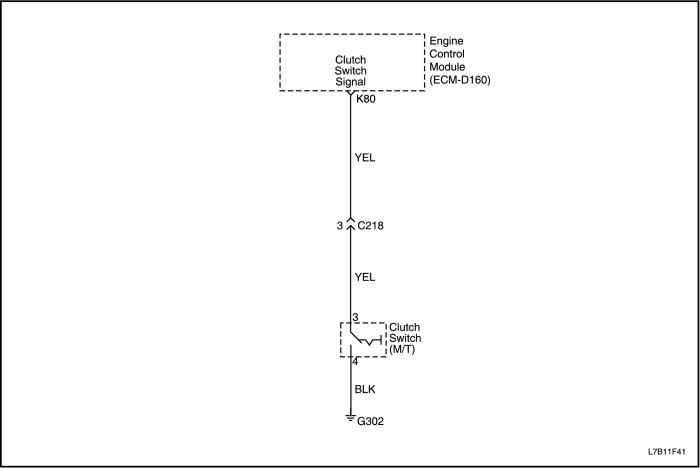 Engine
Control
Module
(ECM-D160)
Clutch
Switch
Signal
K80
YEL
3 C218
YEL
3
Clutch
Switch
(M/T)
4
BLK
G302
L7B11F41